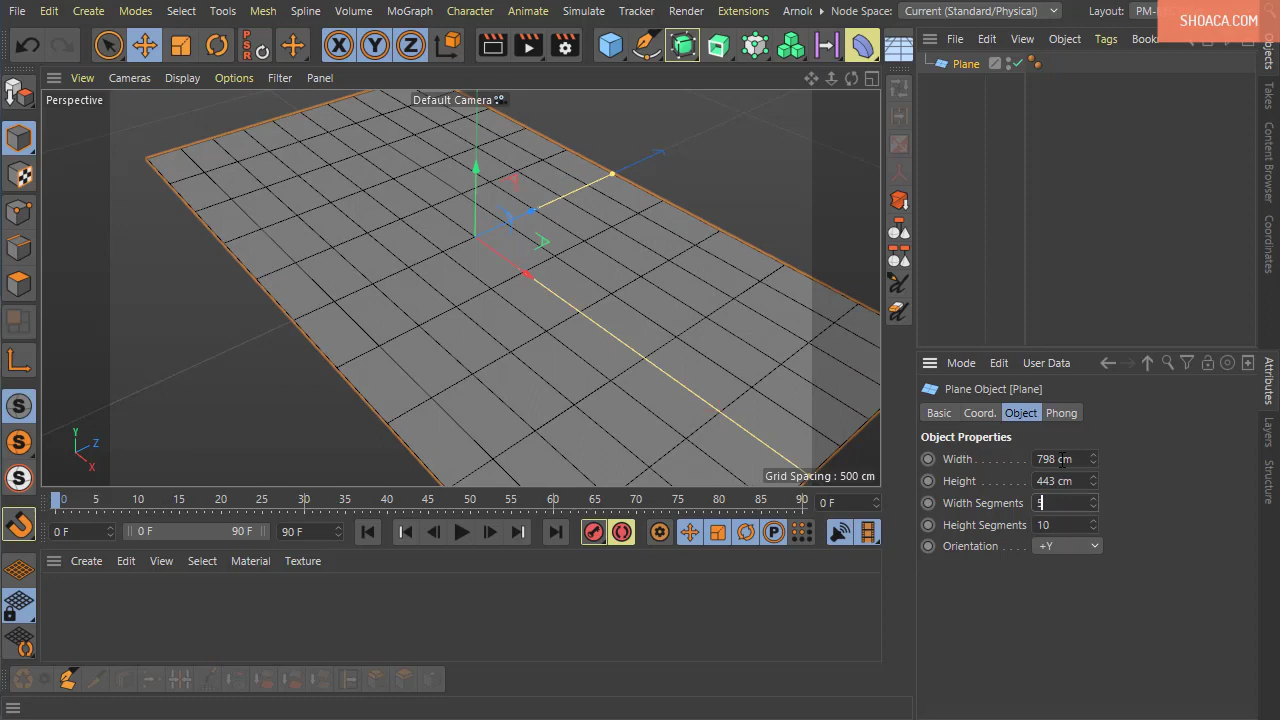 File Edit Create Modes Select Tools Mesh Spline Volume MoGraph Character Animate Simulate Tracker Render Extensions Arnol Node Space: Current (Standard/Physical) Layout:
SHOACA.COM
PSR X Y Z
File Edit View Object Tags Book
View Cameras Display Options Filter Panel
Plane
Perspective
Default Camera
Objects
Takes
Content Browser
Coordinates
Y
Z
X
Grid Spacing : 500 cm
Mode Edit User Data
Plane Object [Plane]
Basic Coord. Object Phong
Object Properties
Width . . . . . . . . 798 cm
Height . . . . . . . 443 cm
Width Segments 5
Height Segments 10
Orientation . . . . +Y
Attributes
Layers
Structure
S
S
S
0 5 10 15 20 25 30 35 40 45 50 55 60 65 70 75 80 85 90 0 F
0 F 0 F 90 F 90 F P
Create Edit View Select Material Texture